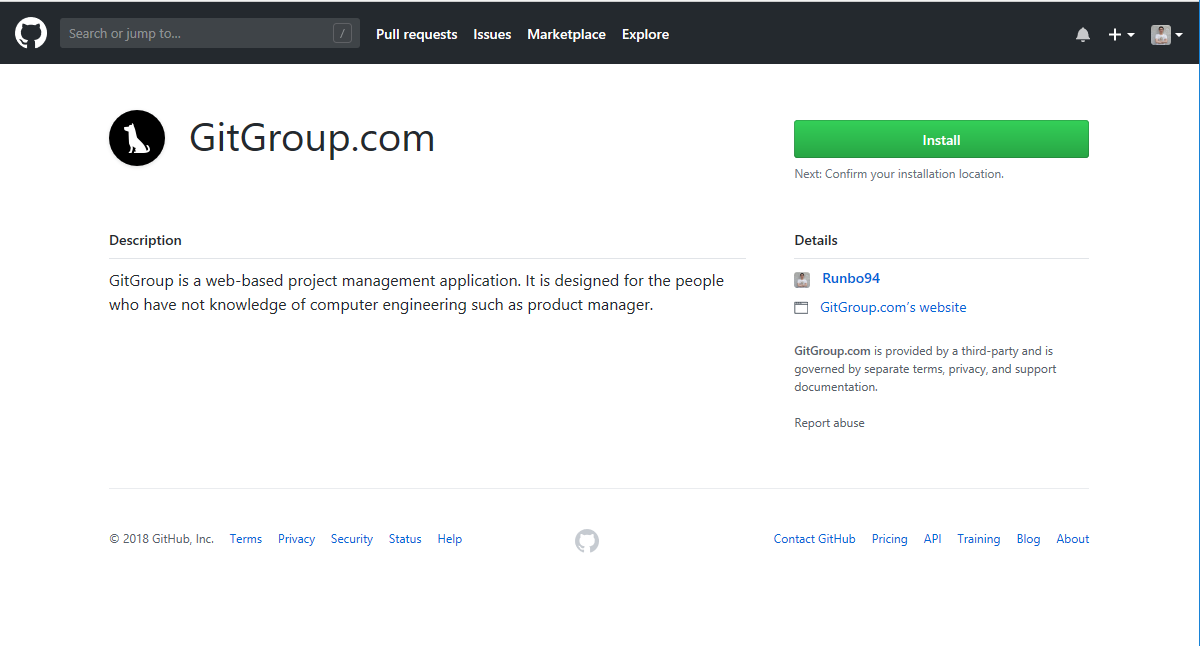 Search or jump to... /
Pull requests Issues Marketplace Explore
GitGroup.com
Install
Next: Confirm your installation location.
Description
GitGroup is a web-based project management application. It is designed for the people
who have not knowledge of computer engineering such as product manager.
Details
Runbo94
GitGroup.com's website
GitGroup.com is provided by a third-party and is
governed by separate terms, privacy, and support
documentation.
Report abuse
© 2018 GitHub, Inc. Terms Privacy Security Status Help
Contact GitHub Pricing API Training Blog About